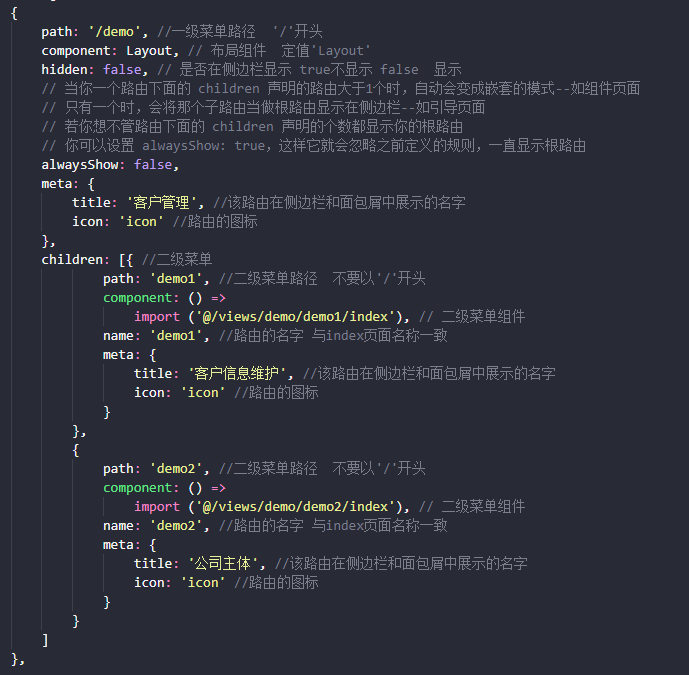 {
    path: '/demo', //一级菜单路径  '/'开头
    component: Layout, // 布局组件  定值'Layout'
    hidden: false, // 是否在侧边栏显示 true不显示 false  显示
    // 当你一个路由下面的 children 声明的路由大于1个时，自动会变成嵌套的模式--如组件页面
    // 只有一个时，会将那个子路由当做根路由显示在侧边栏--如引导页面
    // 若你想不管路由下面的 children 声明的个数都显示你的根路由
    // 你可以设置 alwaysShow: true，这样它就会忽略之前定义的规则，一直显示根路由
    alwaysShow: false,
    meta: {
        title: '客户管理', //该路由在侧边栏和面包屑中展示的名字
        icon: 'icon' //路由的图标
    },
    children: [{ //二级菜单
            path: 'demo1', //二级菜单路径  不要以'/'开头
            component: () =>
                import ('@/views/demo/demo1/index'), // 二级菜单组件
            name: 'demo1', //路由的名字 与index页面名称一致
            meta: {
                title: '客户信息维护', //该路由在侧边栏和面包屑中展示的名字
                icon: 'icon' //路由的图标
            }
        },
        {
            path: 'demo2', //二级菜单路径  不要以'/'开头
            component: () =>
                import ('@/views/demo/demo2/index'), // 二级菜单组件
            name: 'demo2', //路由的名字 与index页面名称一致
            meta: {
                title: '公司主体', //该路由在侧边栏和面包屑中展示的名字
                icon: 'icon' //路由的图标
            }
        }
    ]
},